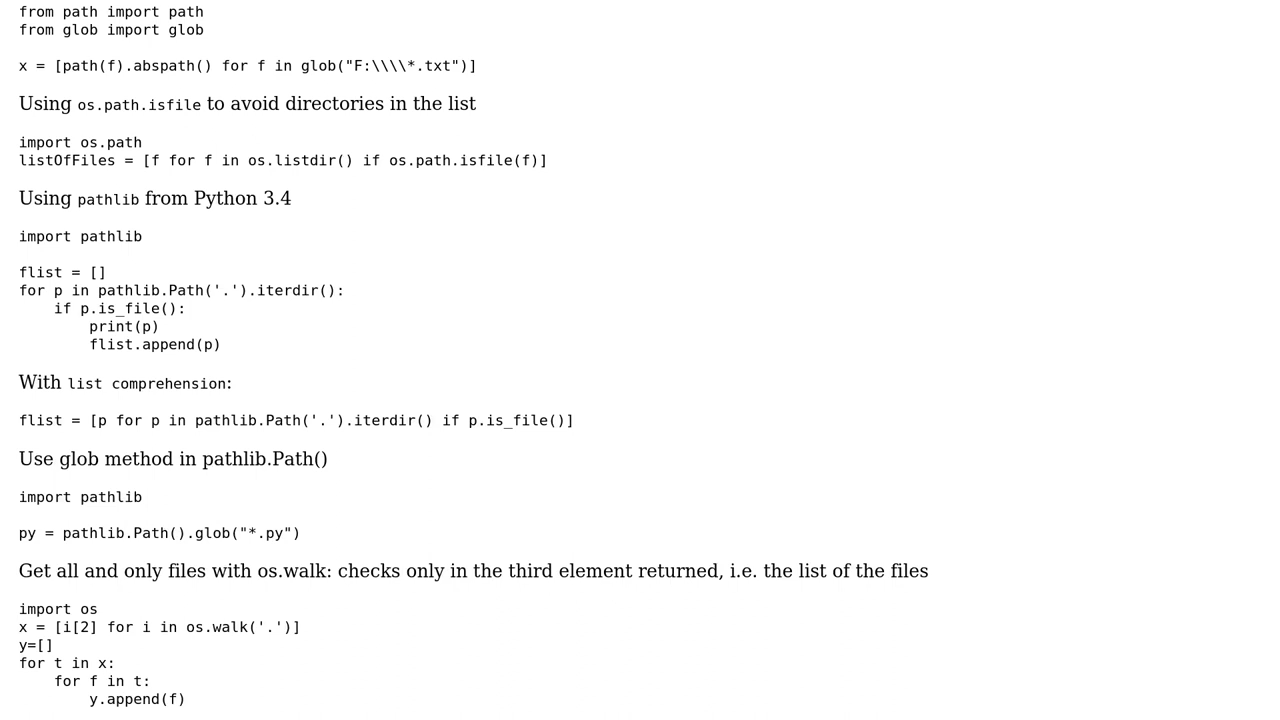 from path import path
from glob import glob

x = [path(f).abspath() for f in glob("F:\\\\*.txt")]

Using os.path.isfile to avoid directories in the list

import os.path
listOfFiles = [f for f in os.listdir() if os.path.isfile(f)]

Using pathlib from Python 3.4

import pathlib

flist = []
for p in pathlib.Path('.').iterdir():
    if p.is_file():
        print(p)
        flist.append(p)

With list comprehension:

flist = [p for p in pathlib.Path('.').iterdir() if p.is_file()]

Use glob method in pathlib.Path()

import pathlib

py = pathlib.Path().glob("*.py")

Get all and only files with os.walk: checks only in the third element returned, i.e. the list of the files

import os
x = [i[2] for i in os.walk('.')]
y=[]
for t in x:
    for f in t:
        y.append(f)